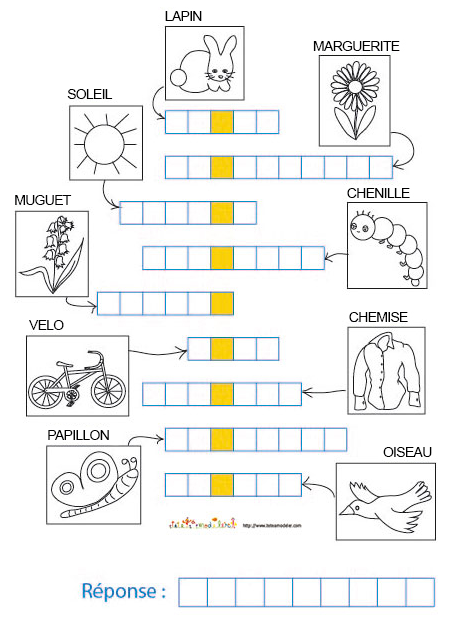 LAPIN
MARGUERITE
SOLEIL
CHENILLE
MUGUET
CHEMISE
VELO
PAPILLON
OISEAU
http://www.teteamodeler.com
Réponse :